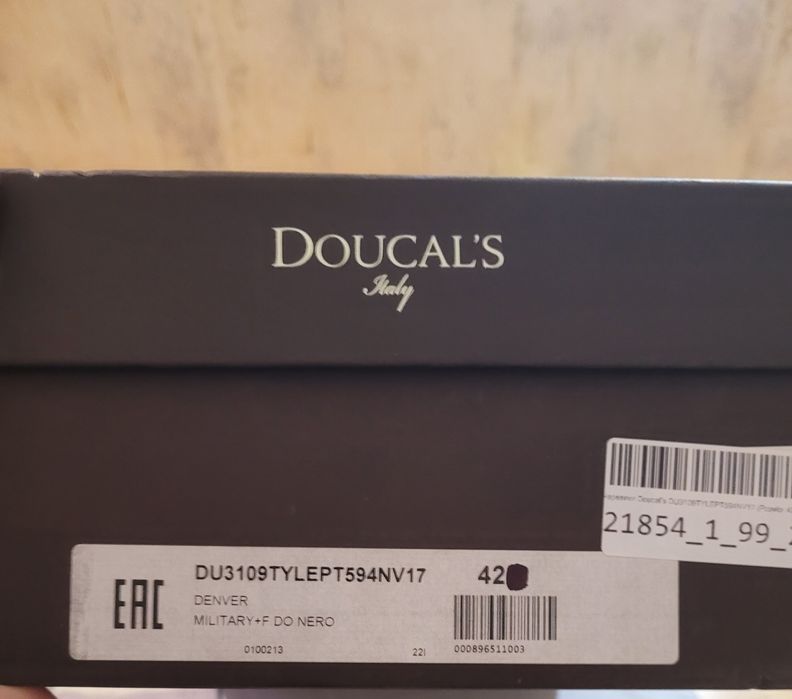 DOUCAL'S
Italy
21854_1_99_
EAC
DU3109TYLEPT594NV17 42
DENVER
MILITARY+F DO NERO
0100213 22I 000896511003